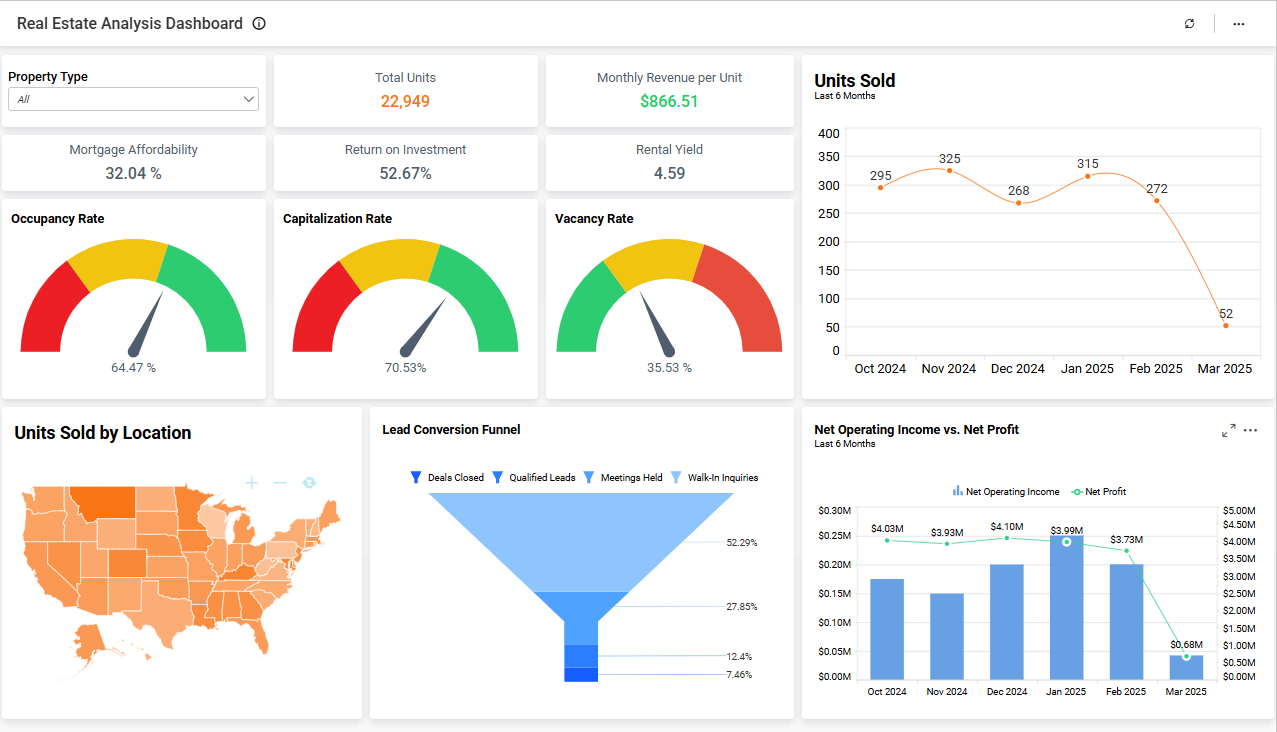 Real Estate Analysis Dashboard
Property Type
All
Total Units
22,949
Monthly Revenue per Unit
$866.51
Mortgage Affordability
32.04 %
Return on Investment
52.67%
Rental Yield
4.59
Occupancy Rate
64.47 %
Capitalization Rate
70.53%
Vacancy Rate
35.53 %
Units Sold
Last 6 Months
400
350
300
250
200
150
100
50
0
295
325
268
315
272
52
Oct 2024 Nov 2024 Dec 2024 Jan 2025 Feb 2025 Mar 2025
Units Sold by Location
Lead Conversion Funnel
Deals Closed Qualified Leads Meetings Held Walk-In Inquiries
52.29%
27.85%
12.4%
7.46%
Net Operating Income vs. Net Profit
Last 6 Months
Net Operating Income Net Profit
$0.30M
$0.25M
$0.20M
$0.15M
$0.10M
$0.05M
$0.00M
$4.03M
$3.93M
$4.10M
$3.99M
$3.73M
$0.68M
$5.00M
$4.50M
$4.00M
$3.50M
$3.00M
$2.50M
$2.00M
$1.50M
$1.00M
$0.50M
$0.00M
Oct 2024 Nov 2024 Dec 2024 Jan 2025 Feb 2025 Mar 2025